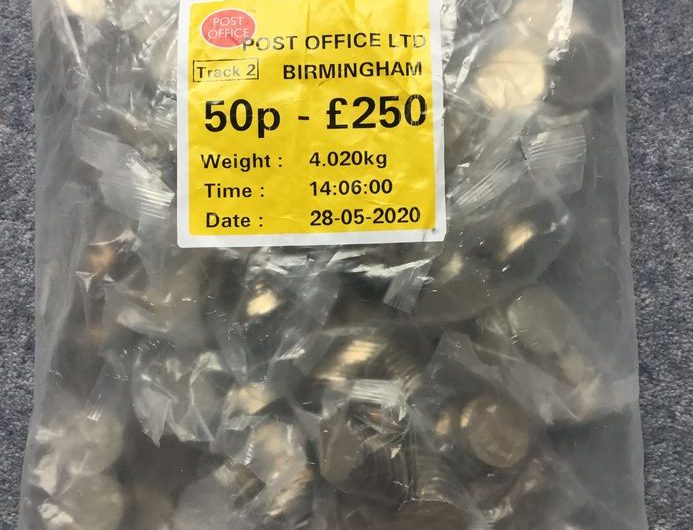 POST
OFFICE
POST OFFICE LTD
Track 2 BIRMINGHAM
50p - £250
Weight : 4.020kg
Time : 14:06:00
Date : 28-05-2020